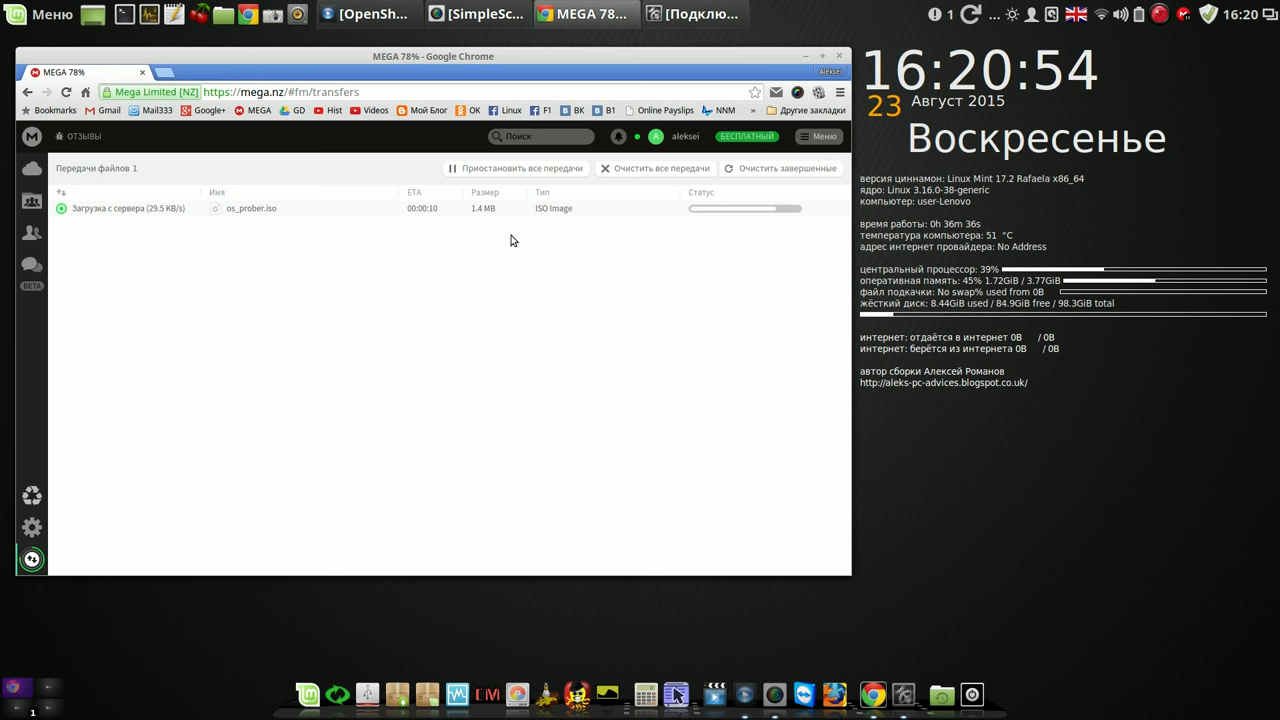 Меню
[OpenSh...
[SimpleSc...
MEGA 78...
[Подклю...
1
...
16:20
MEGA 78% - Google Chrome
MEGA 78%
Aleksei
Mega Limited [NZ] https://mega.nz/#fm/transfers
Bookmarks Gmail Mail333 Google+ MEGA GD Hist Videos Мой Блог OK Linux F1 ВК B1 Online Payslips NNM » Другие закладки
ОТЗЫВЫ
Поиск
A aleksei
БЕСПЛАТНЫЙ
Меню
Передачи файлов 1
Приостановить все передачи
Очистить все передачи
Очистить завершенные
Имя ETA Размер Тип Статус
Загрузка с сервера (29.5 KB/s) os_prober.iso 00:00:10 1.4 MB ISO Image
BETA
16:20:54
23 Август 2015
Воскресенье
версия циннамон: Linux Mint 17.2 Rafaela x86_64
ядро: Linux 3.16.0-38-generic
компьютер: user-Lenovo
время работы: 0h 36m 36s
температура компьютера: 51 °C
адрес интернет провайдера: No Address
центральный процессор: 39%
оперативная память: 45% 1.72GiB / 3.77GiB
файл подкачки: No swap% used from 0B
жёсткий диск: 8.44GiB used / 84.9GiB free / 98.3GiB total
интернет: отдаётся в интернет 0B / 0B
интернет: берётся из интернета 0B / 0B
автор сборки Алексей Романов
http://aleks-pc-advices.blogspot.co.uk/
1